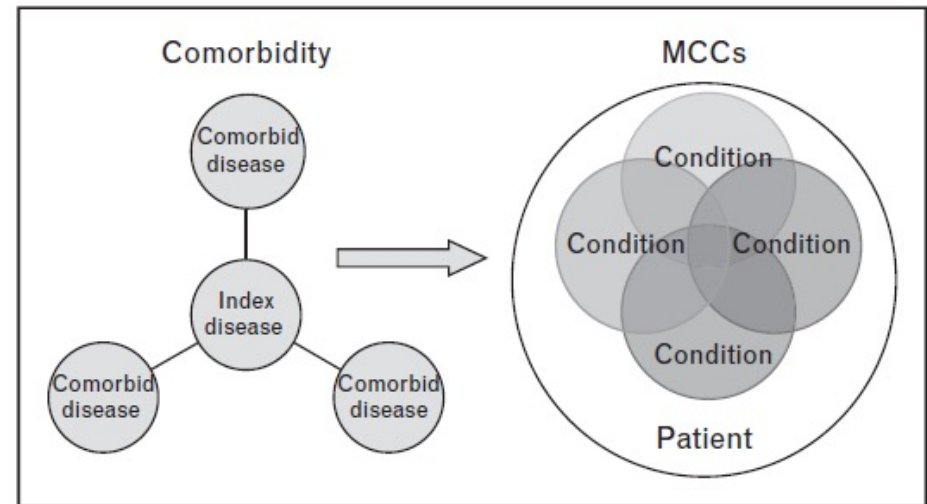 Comorbidity
Comorbid
disease
Index
disease
Comorbid
disease
Comorbid
disease
MCCs
Condition
Condition
Condition
Condition
Patient